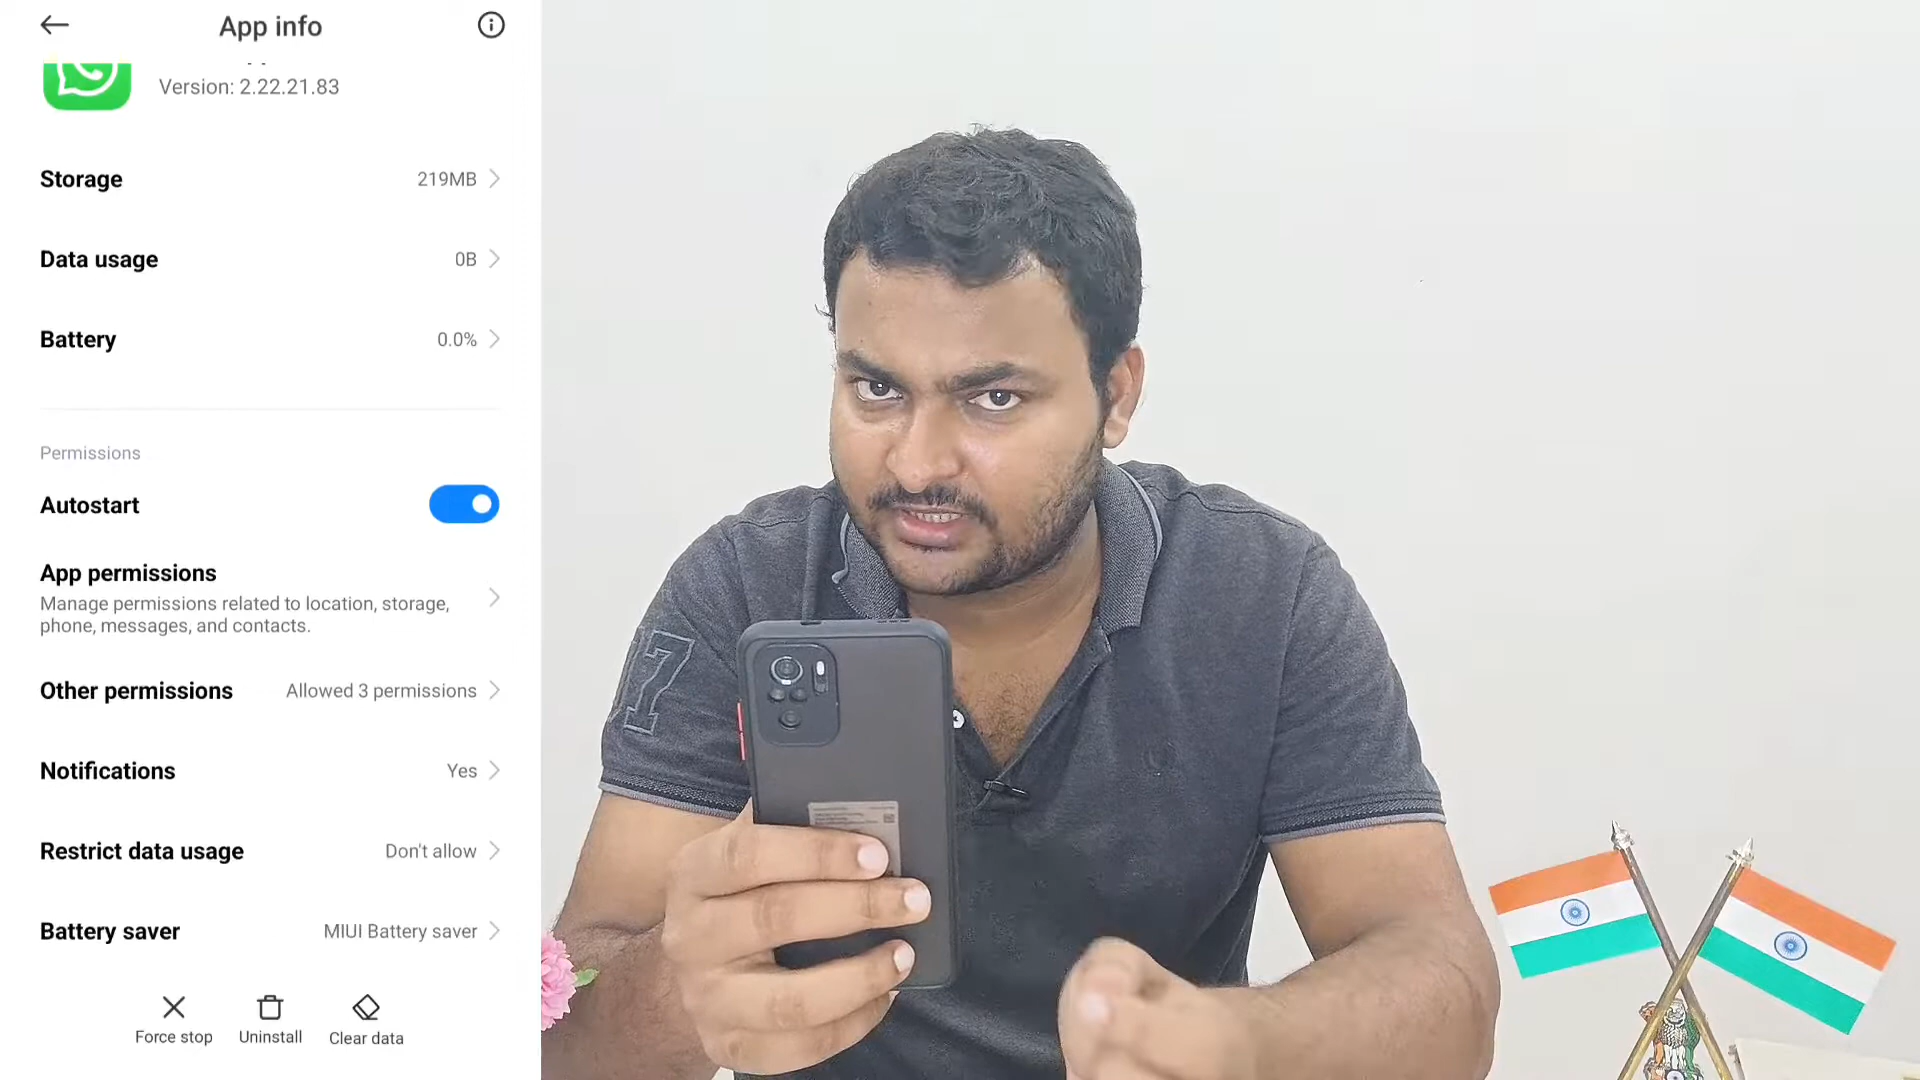 App info
Version: 2.22.21.83
Storage 219MB
Data usage 0B
Battery 0.0%
Permissions
Autostart
App permissions
Manage permissions related to location, storage,
phone, messages, and contacts.
Other permissions Allowed 3 permissions
Notifications Yes
Restrict data usage Don't allow
Battery saver MIUI Battery saver
Force stop Uninstall Clear data
7